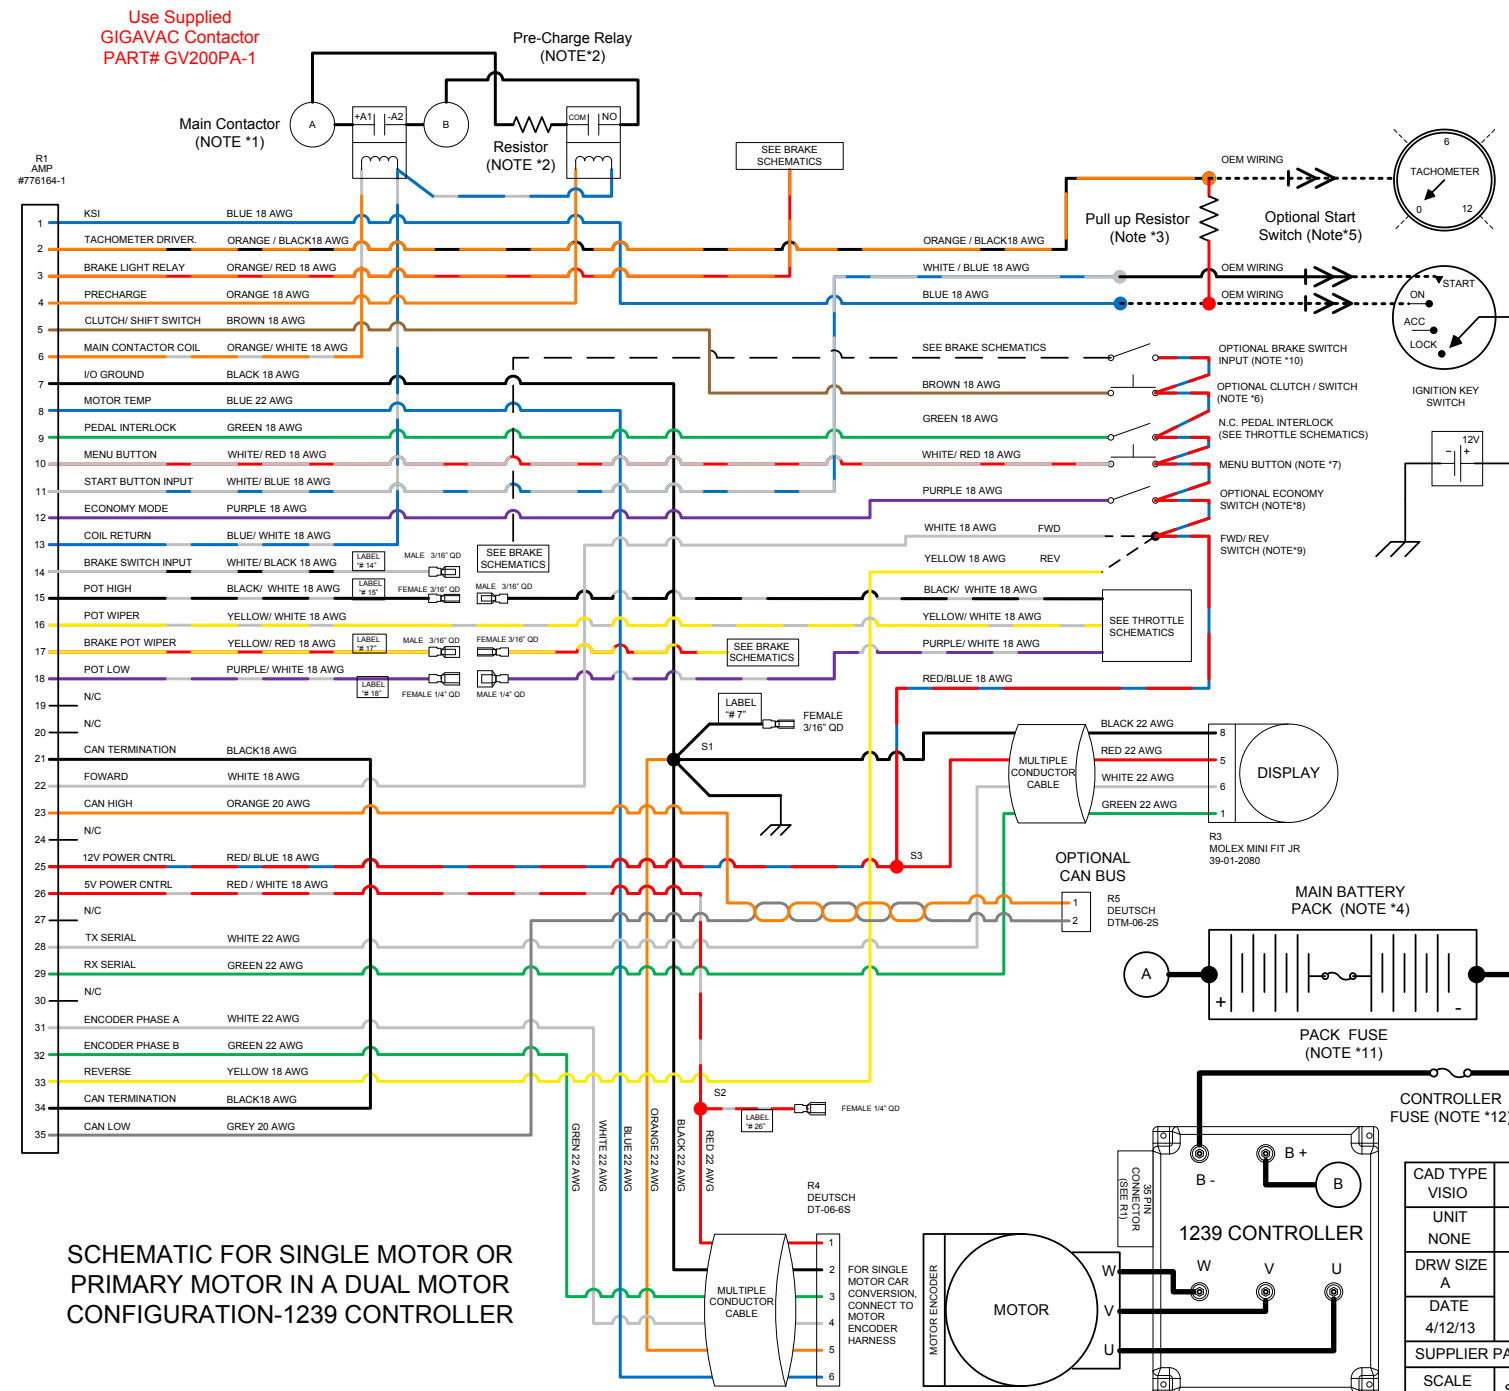 Use Supplied
GIGAVAC Contactor
PART# GV200PA-1
Pre-Charge Relay
(NOTE*2)
Main Contactor
(NOTE *1)
A
+A1
-A2
B
Resistor
(NOTE *2)
COM
NO
SEE BRAKE
SCHEMATICS
R1
AMP
#776164-1
1 KSI BLUE 18 AWG
2 TACHOMETER DRIVER. ORANGE / BLACK18 AWG
3 BRAKE LIGHT RELAY ORANGE/ RED 18 AWG
4 PRECHARGE ORANGE 18 AWG
5 CLUTCH/ SHIFT SWITCH BROWN 18 AWG
6 MAIN CONTACTOR COIL ORANGE/ WHITE 18 AWG
7 I/O GROUND BLACK 18 AWG
8 MOTOR TEMP BLUE 22 AWG
9 PEDAL INTERLOCK GREEN 18 AWG
10 MENU BUTTON WHITE/ RED 18 AWG
11 START BUTTON INPUT WHITE/ BLUE 18 AWG
12 ECONOMY MODE PURPLE 18 AWG
13 COIL RETURN BLUE/ WHITE 18 AWG
14 BRAKE SWITCH INPUT WHITE/ BLACK 18 AWG
15 POT HIGH BLACK/ WHITE 18 AWG
16 POT WIPER YELLOW/ WHITE 18 AWG
17 BRAKE POT WIPER YELLOW/ RED 18 AWG
18 POT LOW PURPLE/ WHITE 18 AWG
19 N/C
20 N/C
21 CAN TERMINATION BLACK18 AWG
22 FOWARD WHITE 18 AWG
23 CAN HIGH ORANGE 20 AWG
24 N/C
25 12V POWER CNTRL RED/ BLUE 18 AWG
26 5V POWER CNTRL RED / WHITE 18 AWG
27 N/C
28 TX SERIAL WHITE 22 AWG
29 RX SERIAL GREEN 22 AWG
30 N/C
31 ENCODER PHASE A WHITE 22 AWG
32 ENCODER PHASE B GREEN 22 AWG
33 REVERSE YELLOW 18 AWG
34 CAN TERMINATION BLACK18 AWG
35 CAN LOW GREY 20 AWG
LABEL
"# 14"
MALE 3/16" QD
LABEL
"# 15"
FEMALE 3/16" QD
MALE 3/16" QD
LABEL
"# 17"
MALE 3/16" QD
FEMALE 3/16" QD
LABEL
"# 18"
FEMALE 1/4" QD
MALE 1/4" QD
SEE BRAKE
SCHEMATICS
SEE BRAKE
SCHEMATICS
LABEL
"# 7"
FEMALE
3/16" QD
S1
S3
S2
LABEL
"# 26"
FEMALE 1/4" QD
ORANGE / BLACK18 AWG
WHITE / BLUE 18 AWG
BLUE 18 AWG
SEE BRAKE SCHEMATICS
BROWN 18 AWG
GREEN 18 AWG
WHITE/ RED 18 AWG
PURPLE 18 AWG
WHITE 18 AWG FWD
YELLOW 18 AWG REV
BLACK/ WHITE 18 AWG
YELLOW/ WHITE 18 AWG
PURPLE/ WHITE 18 AWG
RED/BLUE 18 AWG
SEE THROTTLE
SCHEMATICS
Pull up Resistor
(Note *3)
OEM WIRING
Optional Start
Switch (Note*5)
OEM WIRING
OEM WIRING
6
TACHOMETER
0
12
START
ON
ACC
LOCK
IGNITION KEY
SWITCH
12V
-
+
OPTIONAL BRAKE SWITCH
INPUT (NOTE *10)
OPTIONAL CLUTCH / SWITCH
(NOTE *6)
N.C. PEDAL INTERLOCK
(SEE THROTTLE SCHEMATICS)
MENU BUTTON (NOTE *7)
OPTIONAL ECONOMY
SWITCH (NOTE*8)
FWD/ REV
SWITCH (NOTE*9)
MULTIPLE
CONDUCTOR
CABLE
BLACK 22 AWG 8
RED 22 AWG 5
WHITE 22 AWG 6
GREEN 22 AWG 1
DISPLAY
R3
MOLEX MINI FIT JR
39-01-2080
OPTIONAL
CAN BUS
1
2
R5
DEUTSCH
DTM-06-2S
MAIN BATTERY
PACK (NOTE *4)
A
+
-
PACK FUSE
(NOTE *11)
CONTROLLER
FUSE (NOTE *12)
GREN 22 AWG
WHITE 22 AWG
BLUE 22 AWG
ORANGE 22 AWG
BLACK 22 AWG
RED 22 AWG
R4
DEUTSCH
DT-06-6S
MULTIPLE
CONDUCTOR
CABLE
1
2
3
4
5
6
FOR SINGLE
MOTOR CAR
CONVERSION,
CONNECT TO
MOTOR
ENCODER
HARNESS
MOTOR ENCODER
MOTOR
W
V
U
35 PIN
CONNECTOR
(SEE R1)
B -
B +
B
1239 CONTROLLER
W
V
U
SCHEMATIC FOR SINGLE MOTOR OR
PRIMARY MOTOR IN A DUAL MOTOR
CONFIGURATION-1239 CONTROLLER
CAD TYPE
VISIO
UNIT
NONE
DRW SIZE
A
DATE
4/12/13
SUPPLIER PA
SCALE